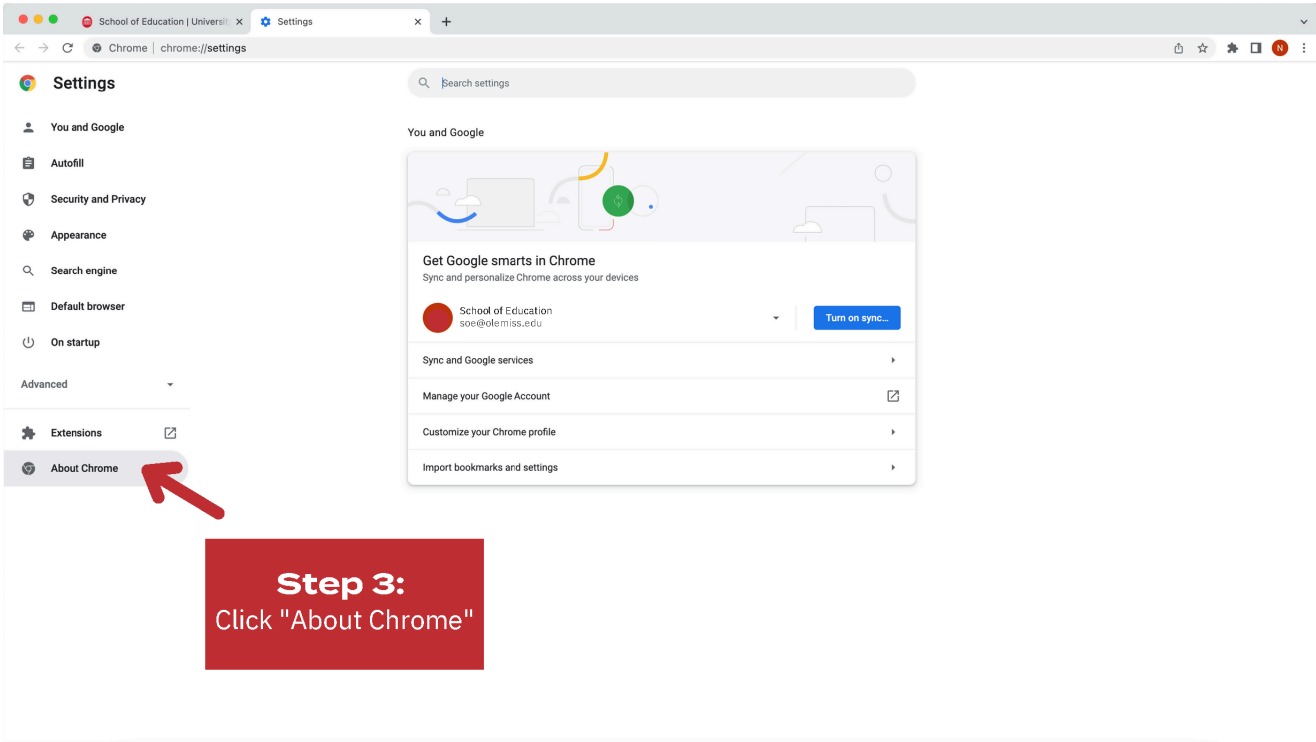 School of Education | Universit
Settings
Chrome | chrome://settings
N
Settings
Search settings
You and Google
Autofill
Security and Privacy
Appearance
Search engine
Default browser
On startup
Advanced
Extensions
About Chrome
You and Google
Get Google smarts in Chrome
Sync and personalize Chrome across your devices
School of Education
soe@olemiss.edu
Turn on sync...
Sync and Google services
Manage your Google Account
Customize your Chrome profile
Import bookmarks and settings
Step 3:
Click "About Chrome"